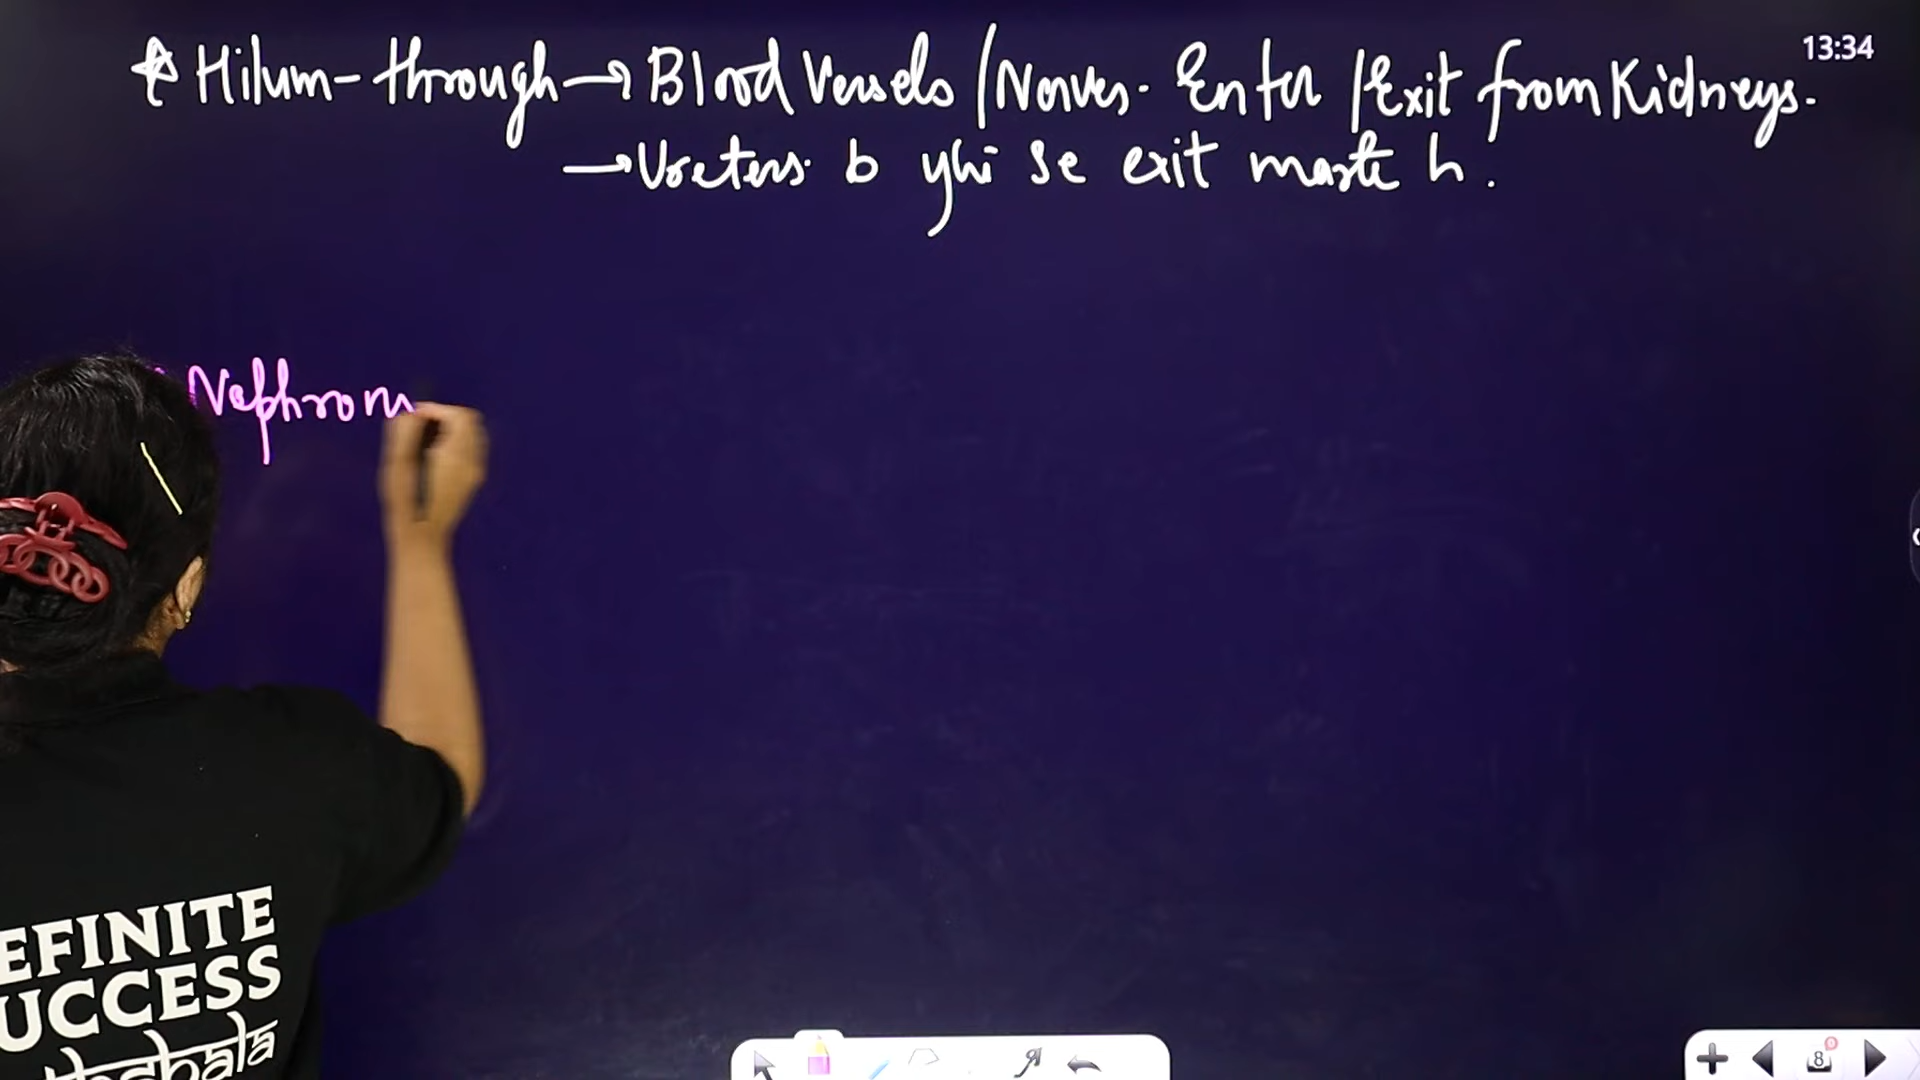 * Hilum - through → Blood Vessels / Nerves. Enter / Exit from Kidneys.
→ Ureters. b yhi se exit marte h.
13:34
Nephron
EFINITE
UCCESS
8